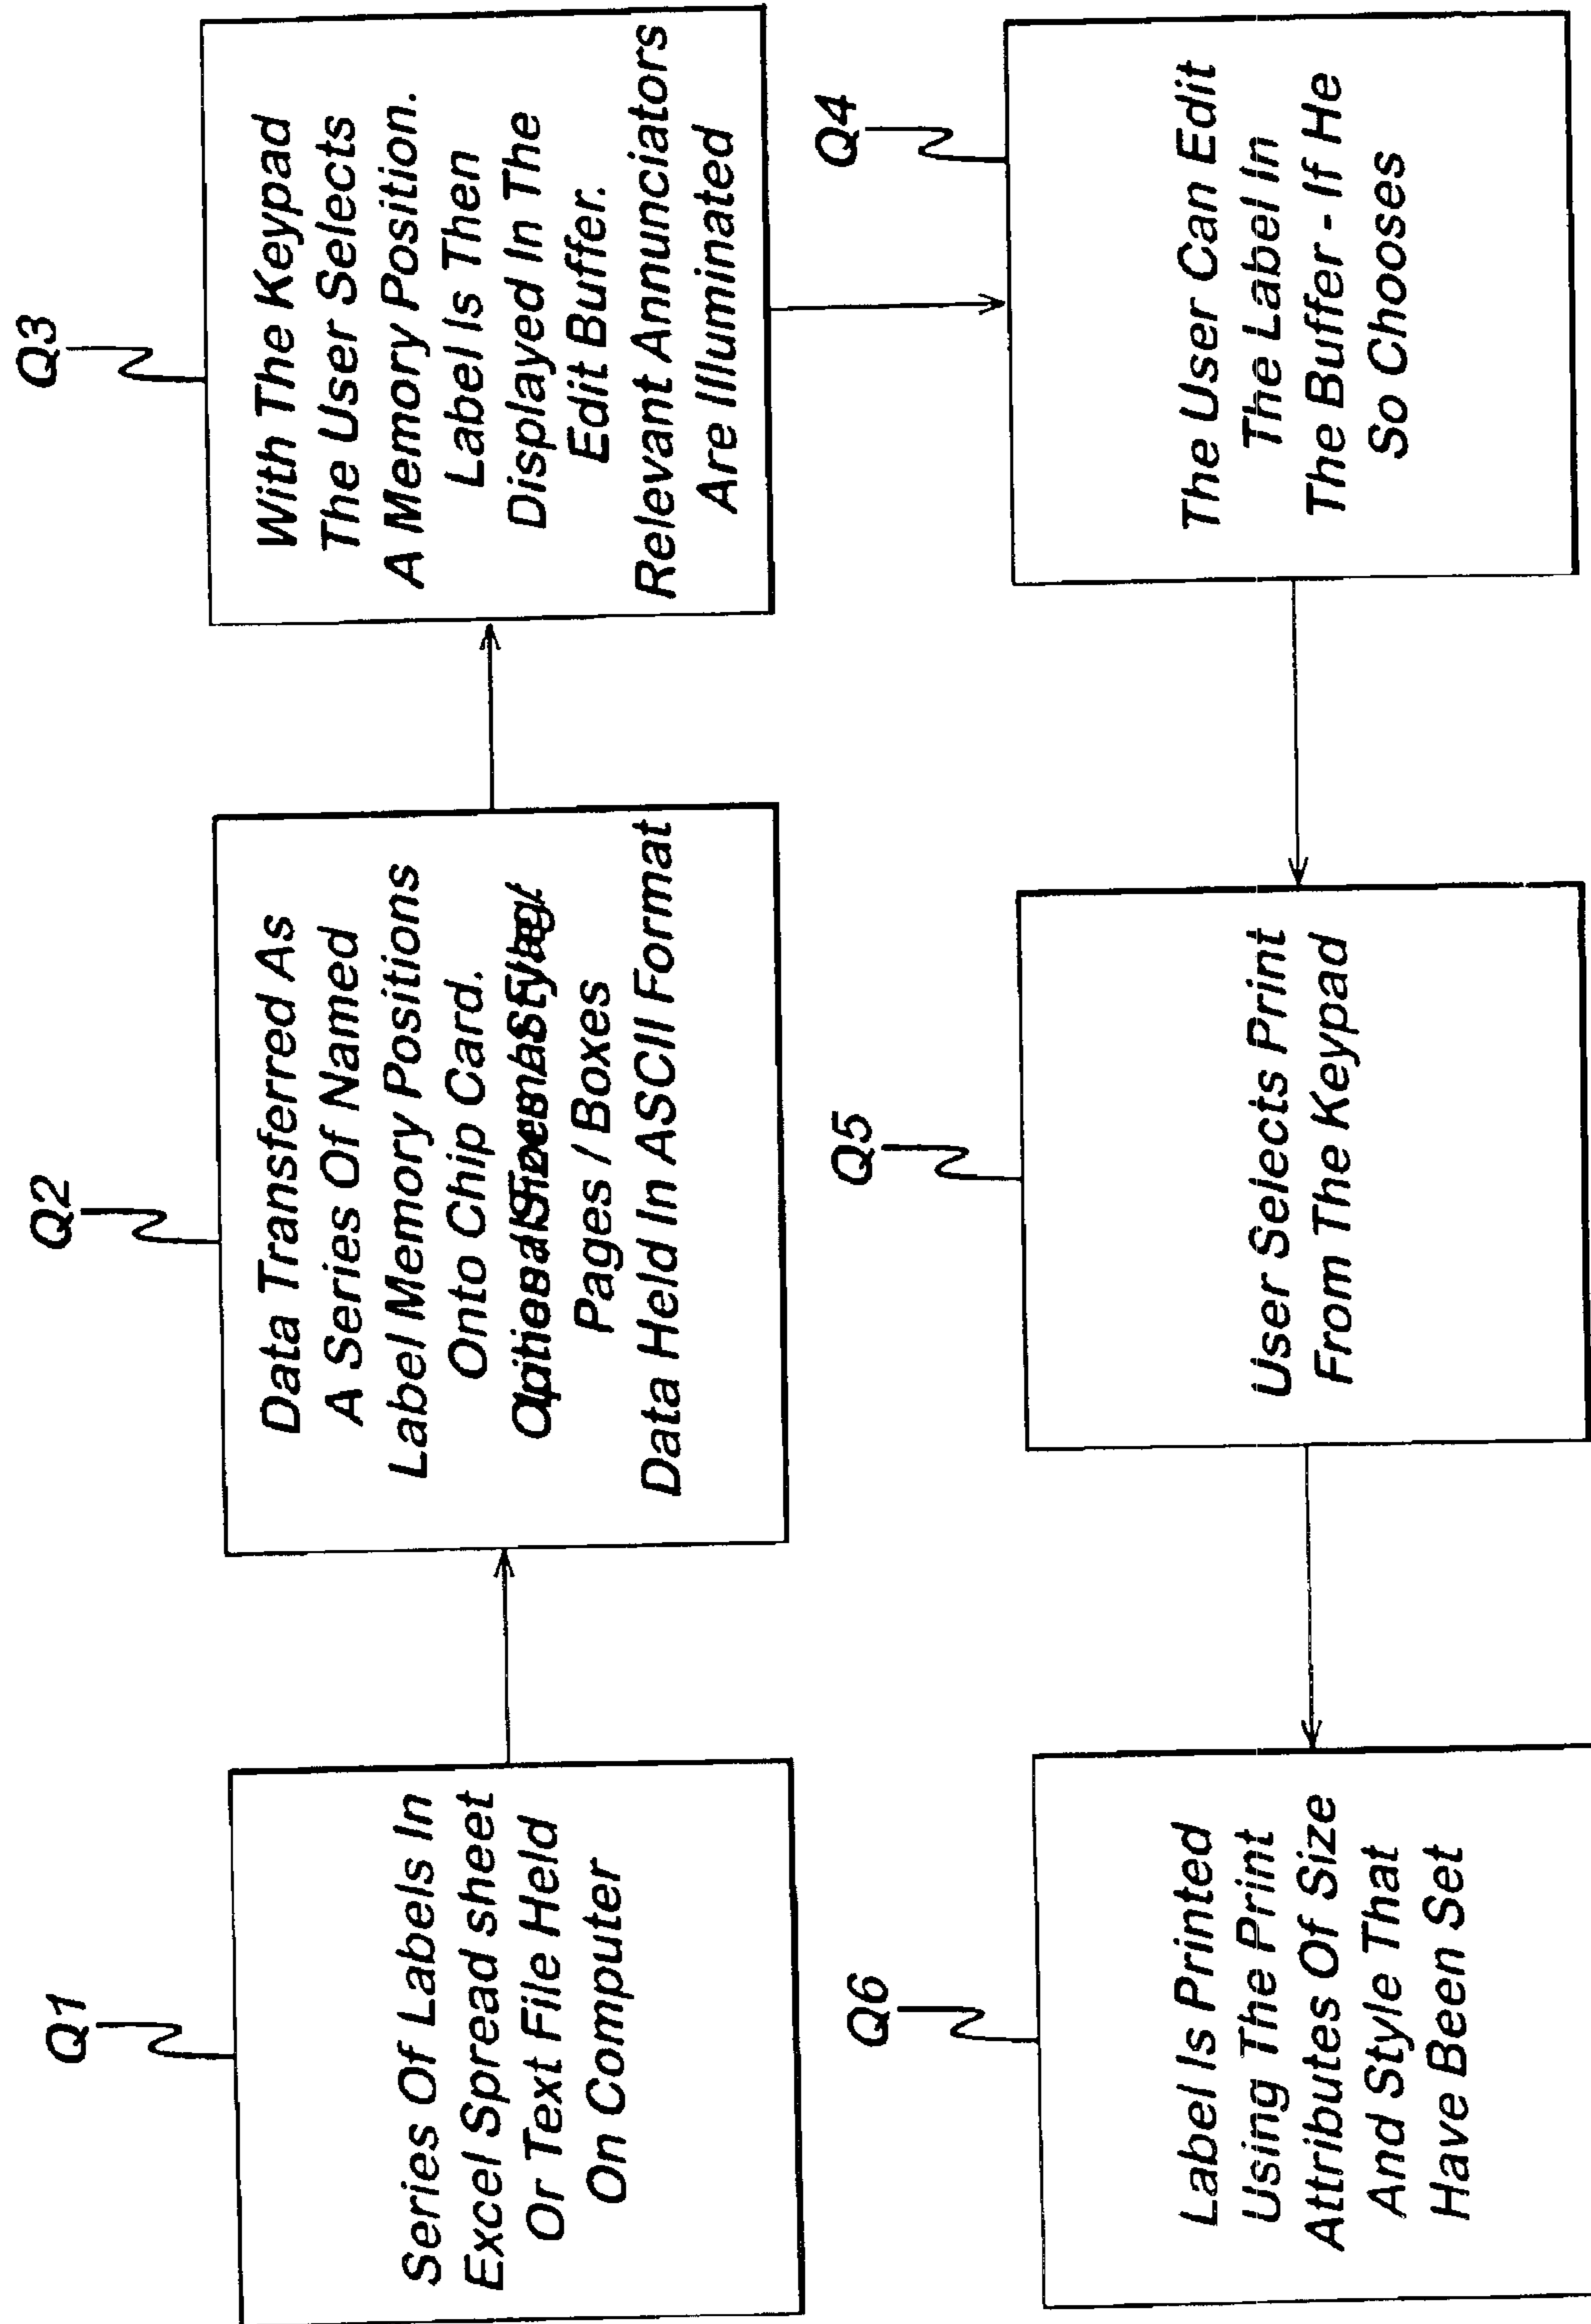 Q1
Series Of Labels In
Excel Spread sheet
Or Text File Held
On Computer
Q2
Data Transferred As
A Series Of Named
Label Memory Positions
Onto Chip Card.
Pages / Boxes
Data Held In ASCII Format
Q3
With The Keypad
The User Selects
A Memory Position.
Label Is Then
Displayed In The
Edit Buffer.
Relevant Annunciators
Are Illuminated
Q4
The User Can Edit
The Label In
The Buffer - If He
So Chooses
Q5
User Selects Print
From The Keypad
Q6
Label Is Printed
Using The Print
Attributes Of Size
And Style That
Have Been Set